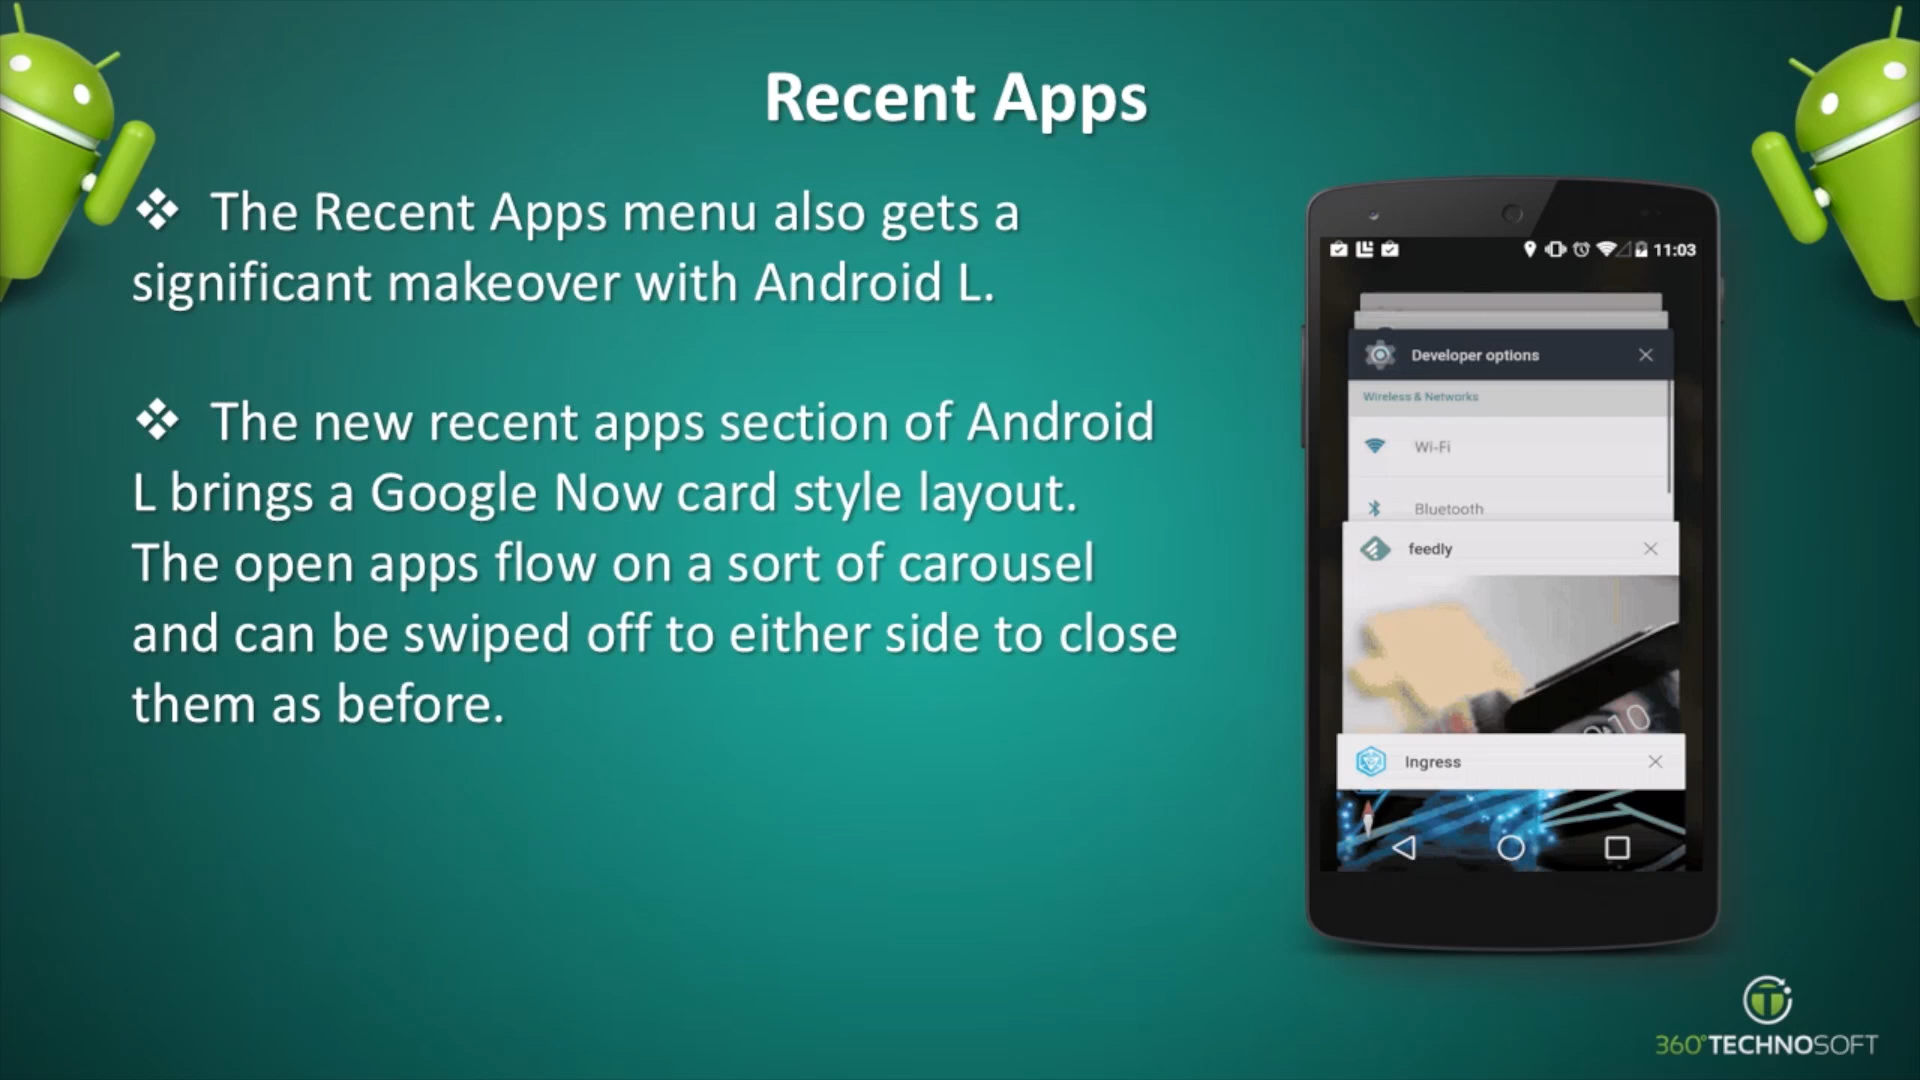 Recent Apps
❖ The Recent Apps menu also gets a
significant makeover with Android L.
❖ The new recent apps section of Android
L brings a Google Now card style layout.
The open apps flow on a sort of carousel
and can be swiped off to either side to close
them as before.
11:03
Developer options
Wireless & Networks
Wi-Fi
Bluetooth
feedly
Ingress
360°TECHNOSOFT